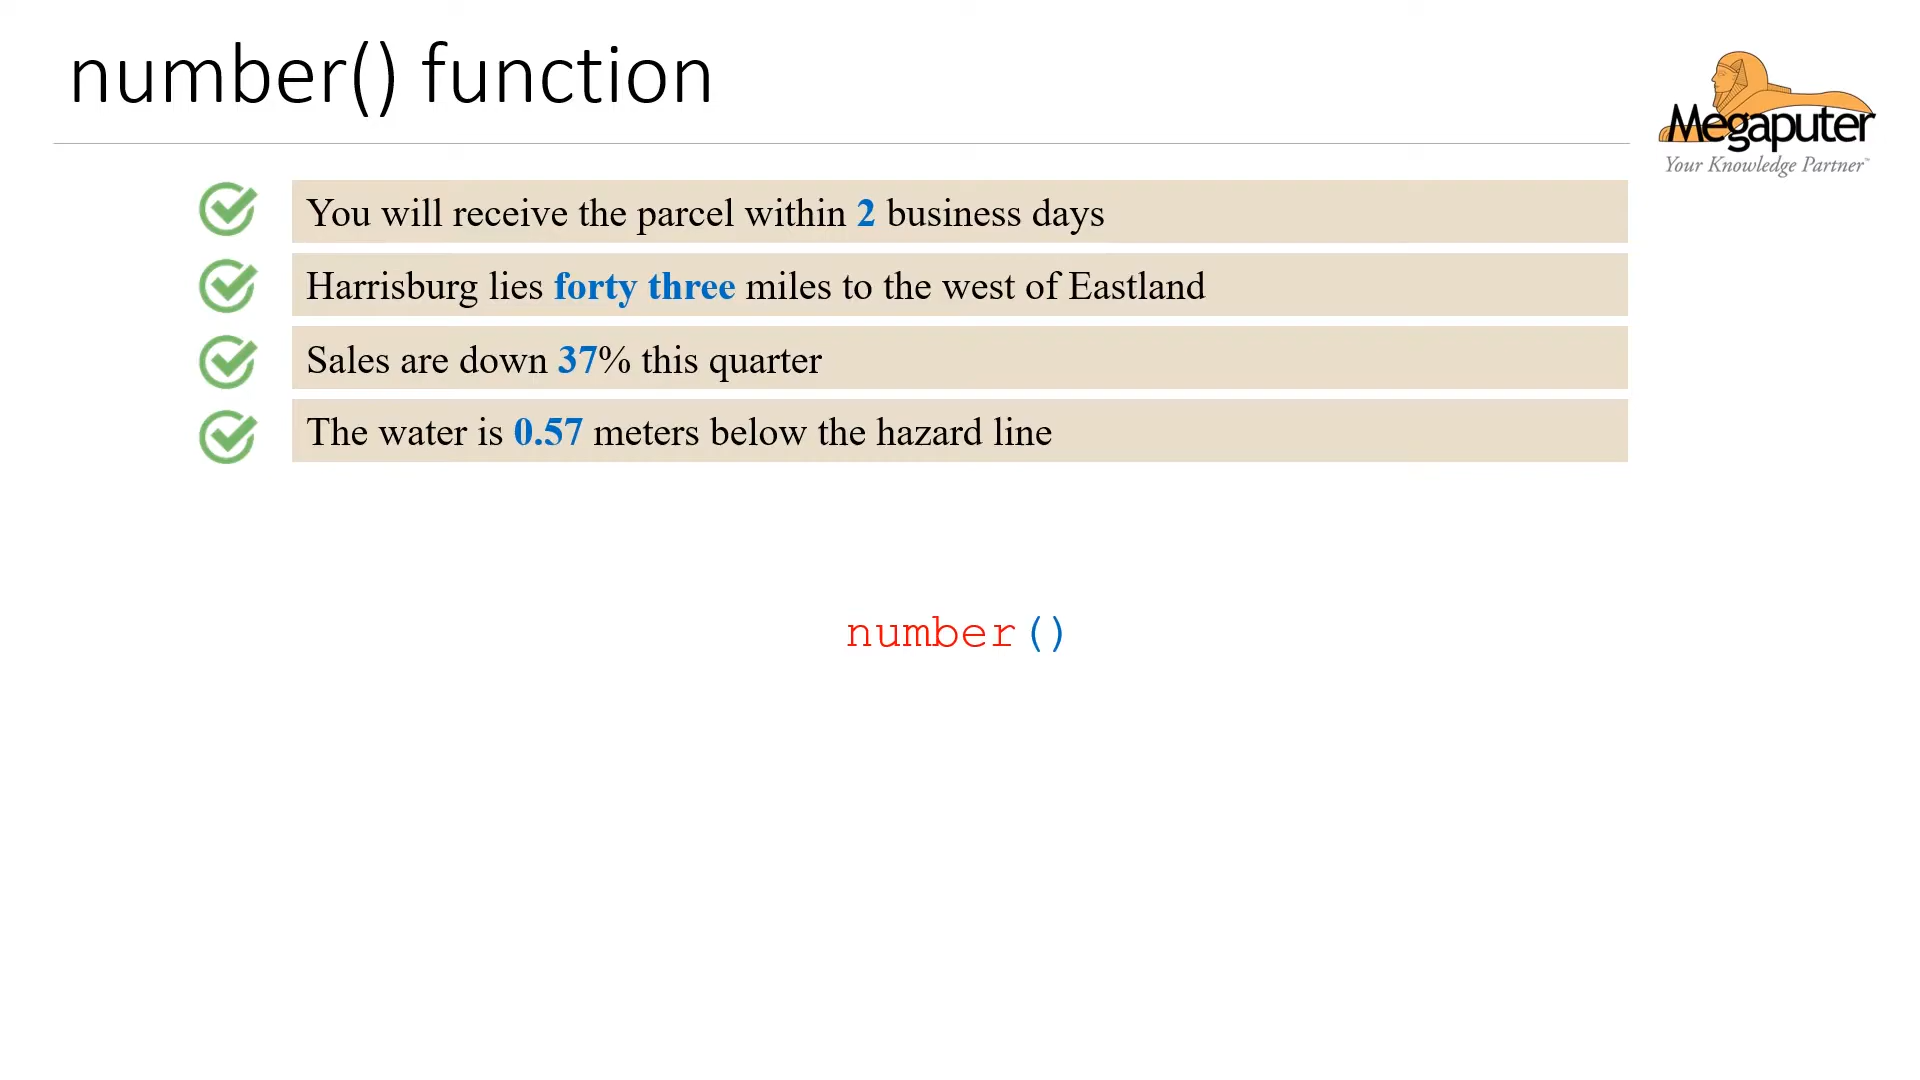 number() function
Megaputer
Your Knowledge Partner™
You will receive the parcel within 2 business days
Harrisburg lies forty three miles to the west of Eastland
Sales are down 37% this quarter
The water is 0.57 meters below the hazard line
number()